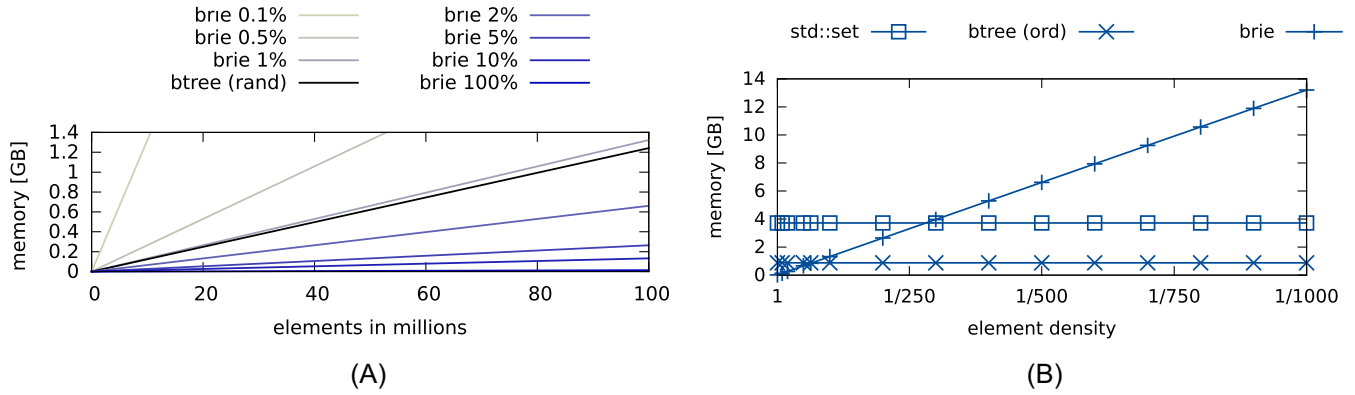 brie 0.1%
brie 0.5%
brie 1%
btree (rand)
brie 2%
brie 5%
brie 10%
brie 100%
memory [GB]
1.4
1.2
1
0.8
0.6
0.4
0.2
0
0 20 40 60 80 100
elements in millions
(A)
std::set btree (ord) brie
memory [GB]
14
12
10
8
6
4
2
0
1 1/250 1/500 1/750 1/1000
element density
(B)